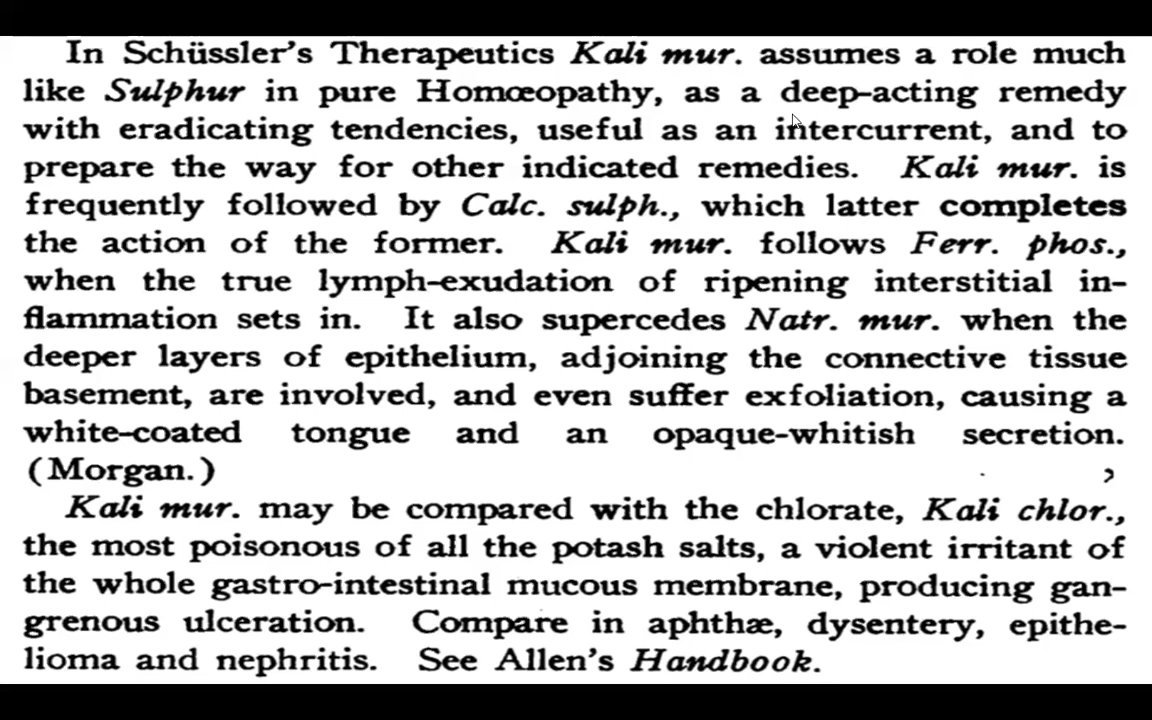 In Schüssler's Therapeutics Kali mur. assumes a role much
like Sulphur in pure Homœopathy, as a deep-acting remedy
with eradicating tendencies, useful as an intercurrent, and to
prepare the way for other indicated remedies. Kali mur. is
frequently followed by Calc. sulph., which latter completes
the action of the former. Kali mur. follows Ferr. phos.,
when the true lymph-exudation of ripening interstitial in-
flammation sets in. It also supercedes Natr. mur. when the
deeper layers of epithelium, adjoining the connective tissue
basement, are involved, and even suffer exfoliation, causing a
white-coated tongue and an opaque-whitish secretion.
(Morgan.)
Kali mur. may be compared with the chlorate, Kali chlor.,
the most poisonous of all the potash salts, a violent irritant of
the whole gastro-intestinal mucous membrane, producing gan-
grenous ulceration. Compare in aphthæ, dysentery, epithe-
lioma and nephritis. See Allen's Handbook.